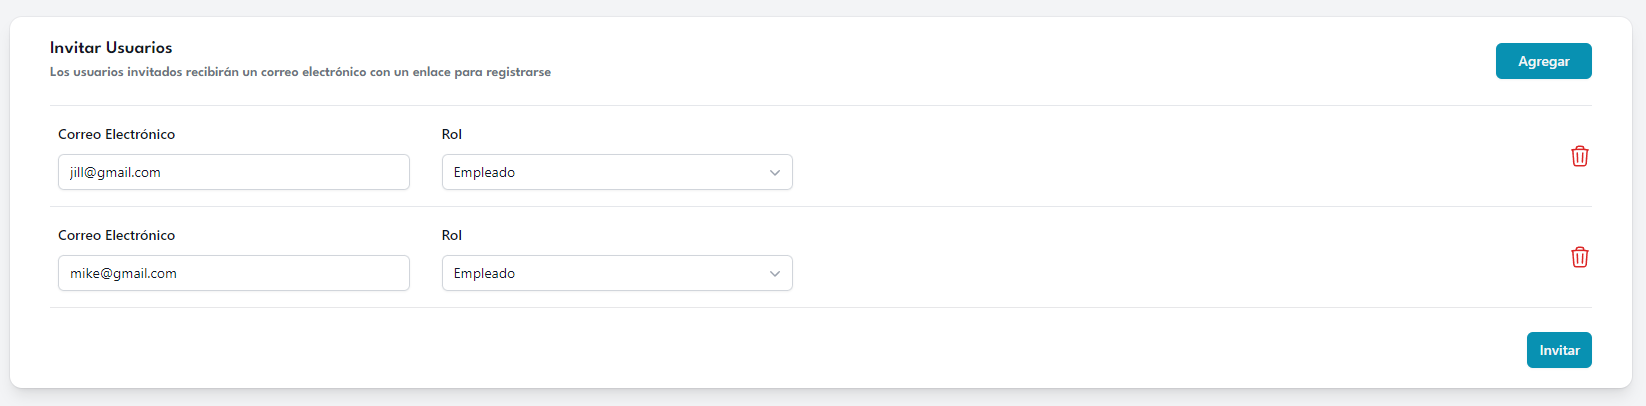 Invitar Usuarios
Los usuarios invitados recibirán un correo electrónico con un enlace para registrarse
Agregar
Correo Electrónico
Rol
jill@gmail.com
Empleado
Correo Electrónico
Rol
mike@gmail.com
Empleado
Invitar